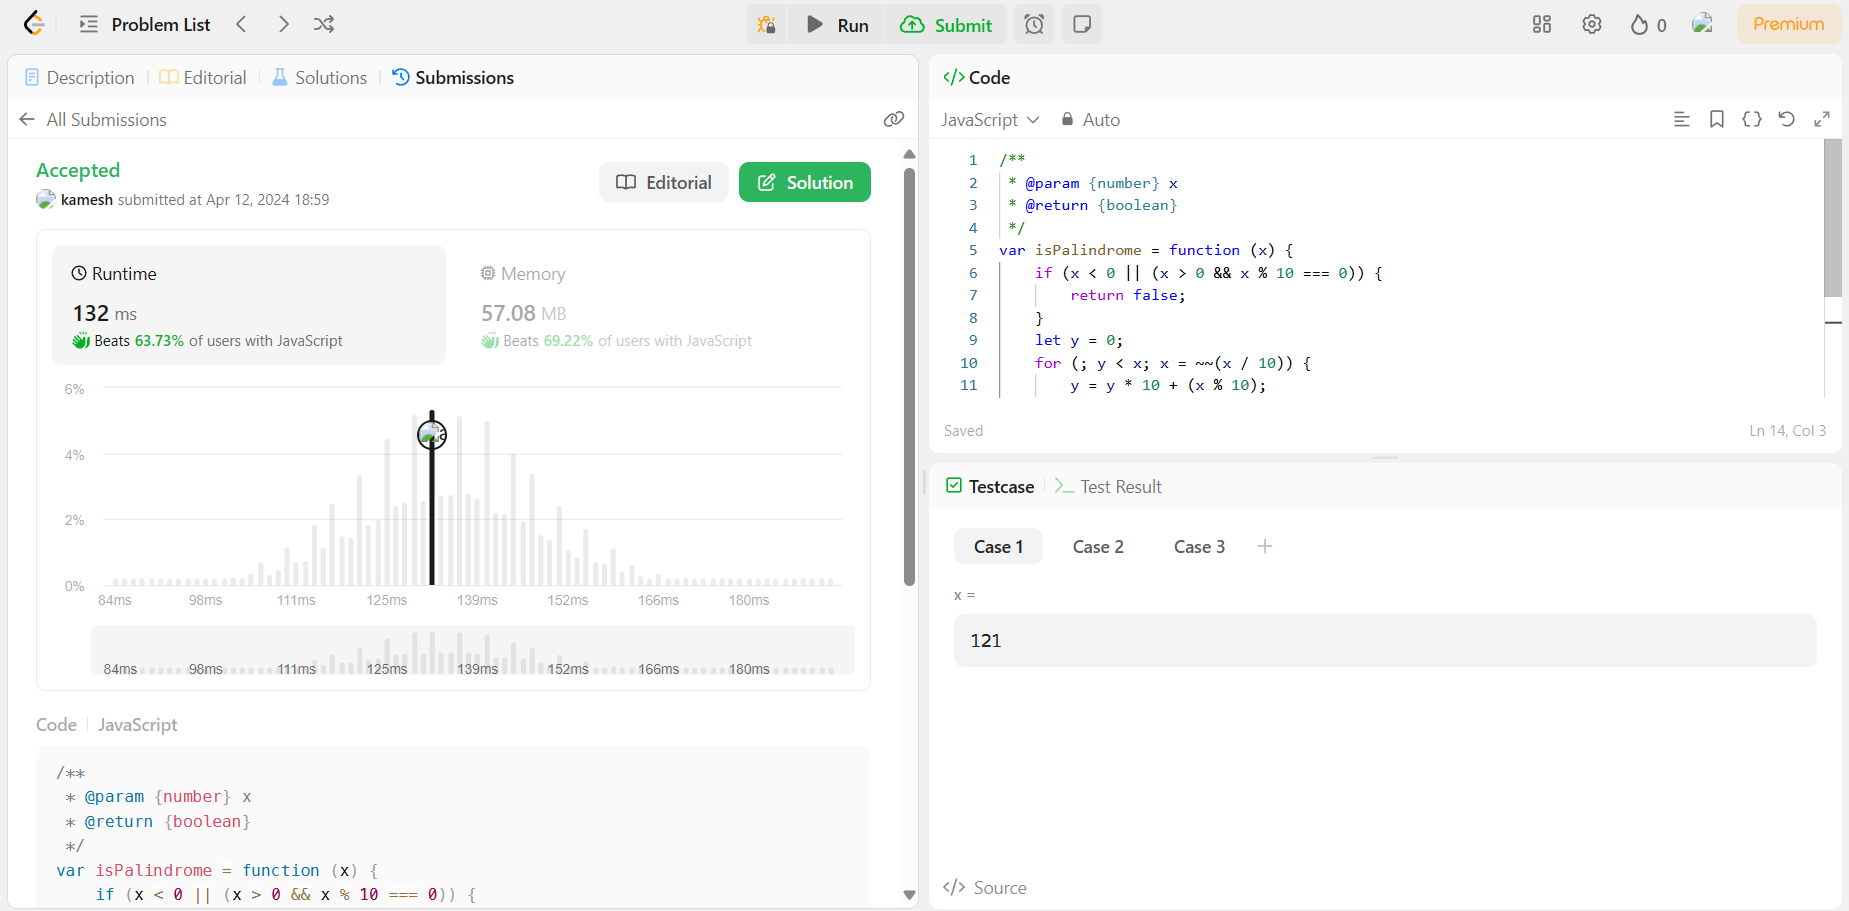 Problem List
Run
Submit
0
Premium
Description
Editorial
Solutions
Submissions
All Submissions
Accepted
kamesh submitted at Apr 12, 2024 18:59
Editorial
Solution
Runtime
132 ms
Beats 63.73% of users with JavaScript
Memory
57.08 MB
Beats 69.22% of users with JavaScript
6%
4%
2%
0%
84ms 98ms 111ms 125ms 139ms 152ms 166ms 180ms
84ms 98ms 111ms 125ms 139ms 152ms 166ms 180ms
Code JavaScript
/**
 * @param {number} x
 * @return {boolean}
 */
var isPalindrome = function (x) {
    if (x < 0 || (x > 0 && x % 10 === 0)) {
</> Code
JavaScript
Auto
1 /**
2  * @param {number} x
3  * @return {boolean}
4  */
5 var isPalindrome = function (x) {
6     if (x < 0 || (x > 0 && x % 10 === 0)) {
7         return false;
8     }
9     let y = 0;
10     for (; y < x; x = ~~(x / 10)) {
11         y = y * 10 + (x % 10);
Saved
Ln 14, Col 3
Testcase
Test Result
Case 1
Case 2
Case 3
x =
121
</> Source